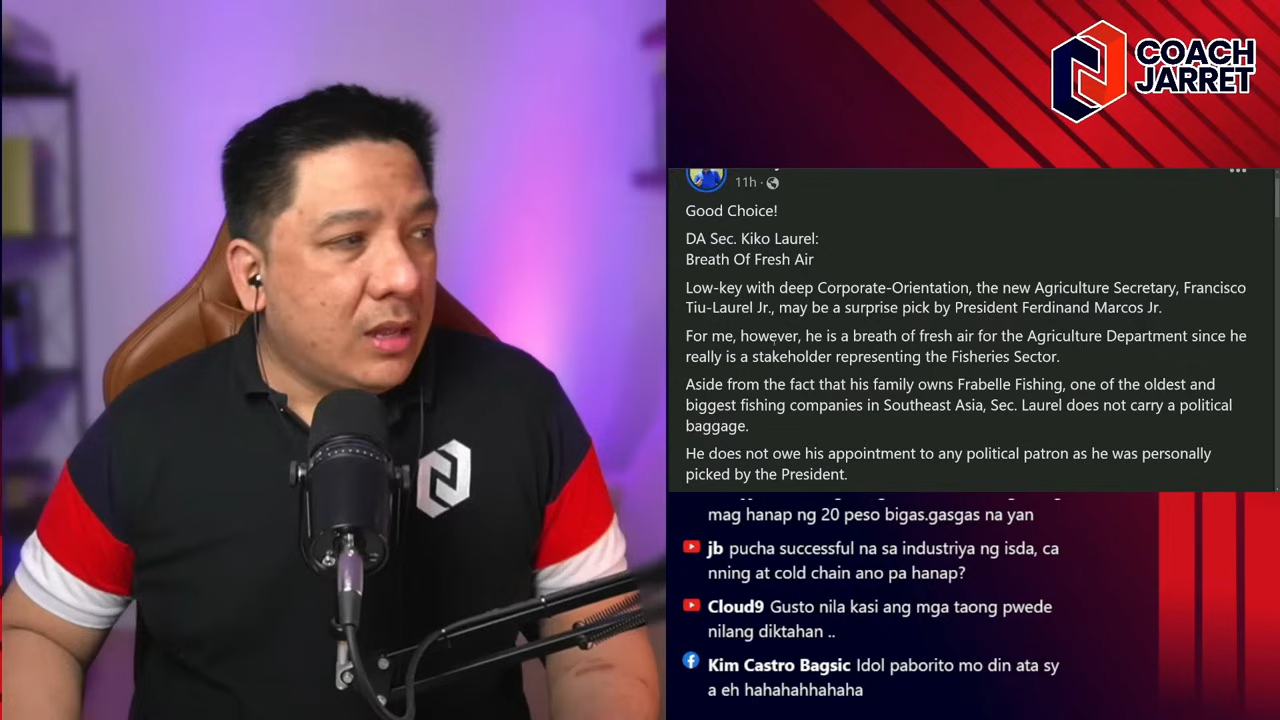 COACH
JARRET
11h
Good Choice!
DA Sec. Kiko Laurel:
Breath Of Fresh Air
Low-key with deep Corporate-Orientation, the new Agriculture Secretary, Francisco
Tiu-Laurel Jr., may be a surprise pick by President Ferdinand Marcos Jr.
For me, however, he is a breath of fresh air for the Agriculture Department since he
really is a stakeholder representing the Fisheries Sector.
Aside from the fact that his family owns Frabelle Fishing, one of the oldest and
biggest fishing companies in Southeast Asia, Sec. Laurel does not carry a political
baggage.
He does not owe his appointment to any political patron as he was personally
picked by the President.
mag hanap ng 20 peso bigas.gasgas na yan
jb pucha successful na sa industriya ng isda, ca
nning at cold chain ano pa hanap?
Cloud9 Gusto nila kasi ang mga taong pwede
nilang diktahan ..
Kim Castro Bagsic Idol paborito mo din ata sy
a eh hahahahhahaha